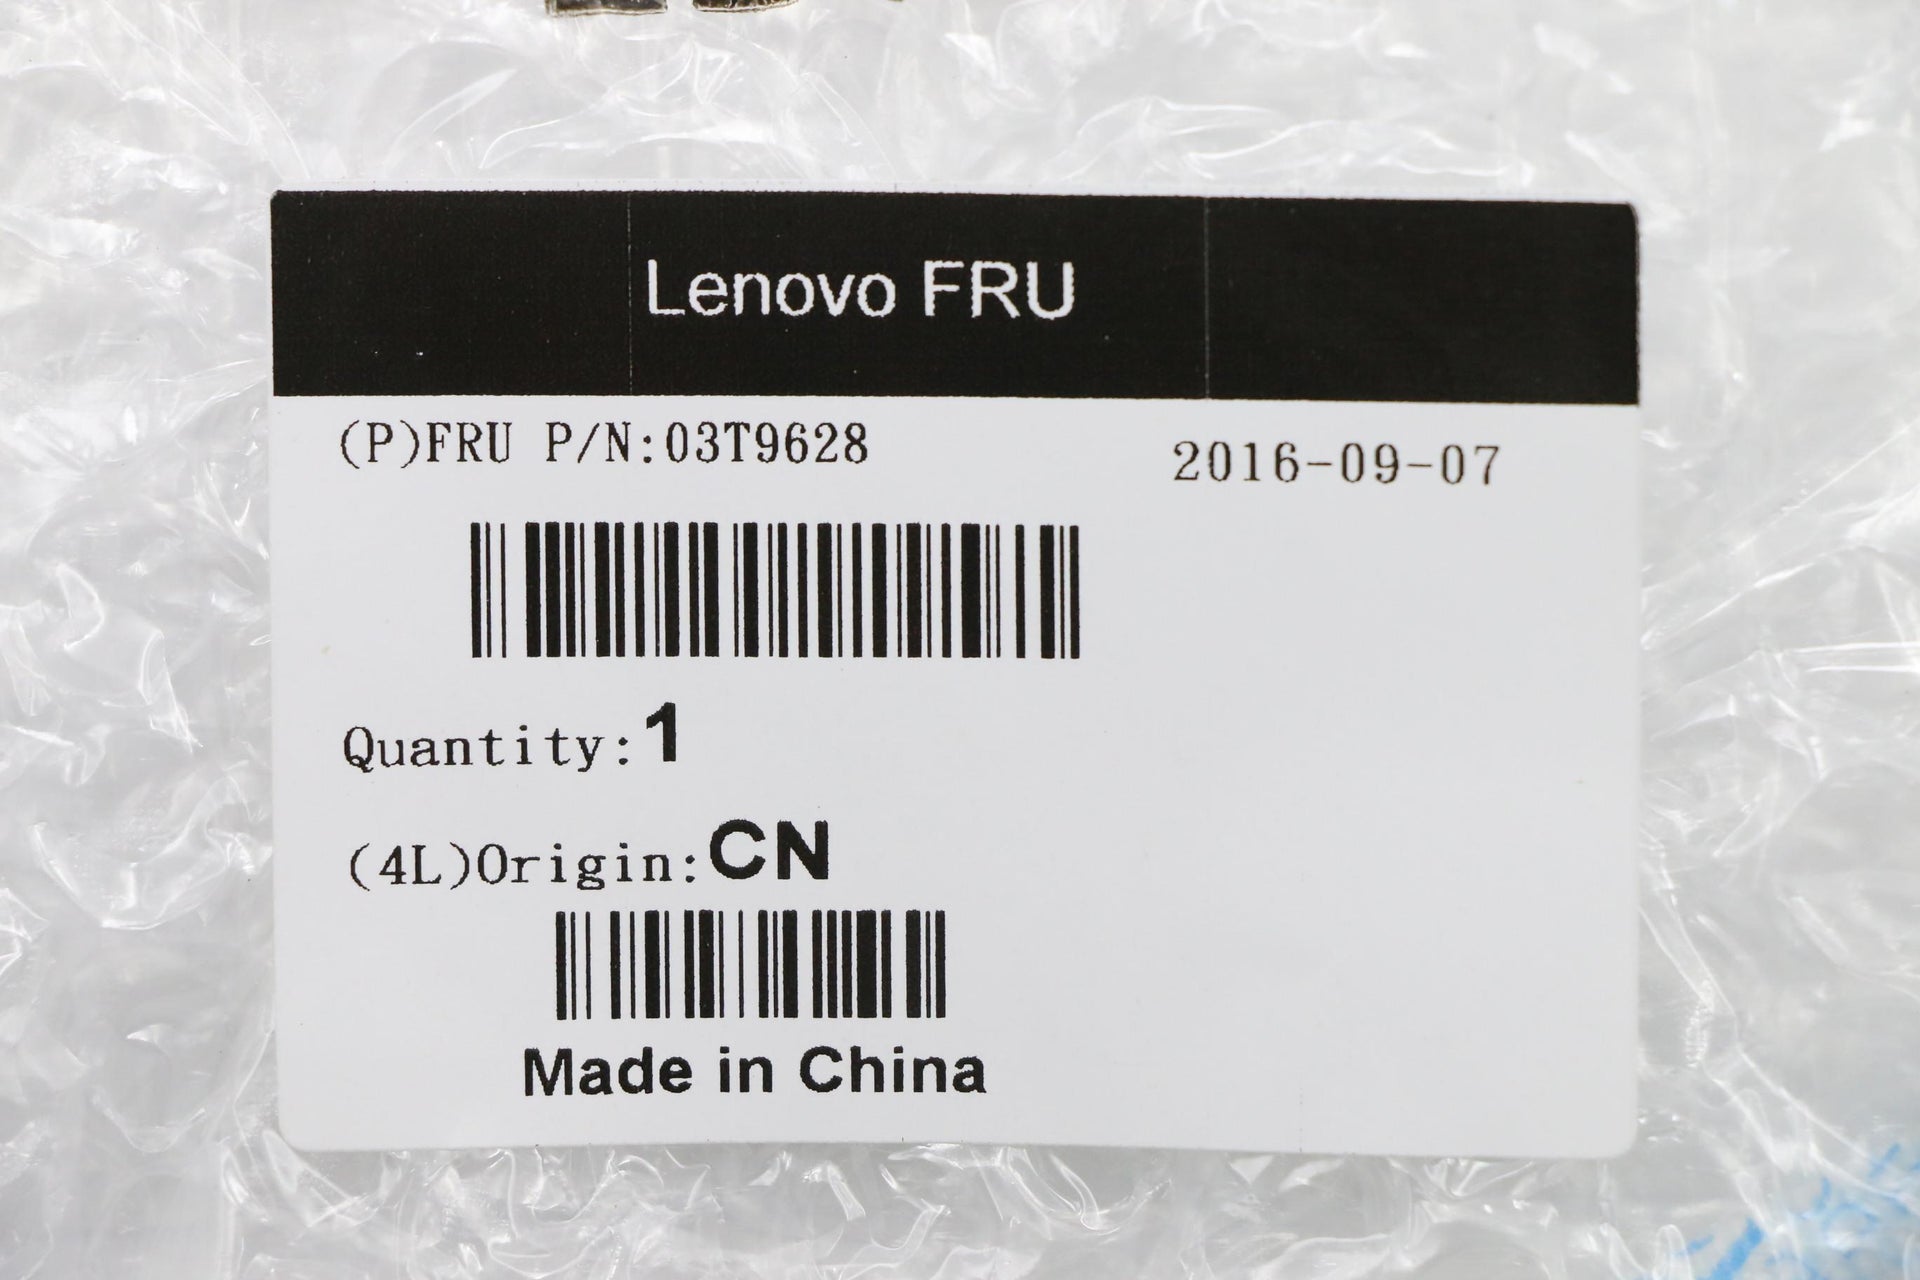 Lenovo FRU
(P)FRU P/N:03T9628
2016-09-07
Quantity:1
(4L)Origin:CN
Made in China